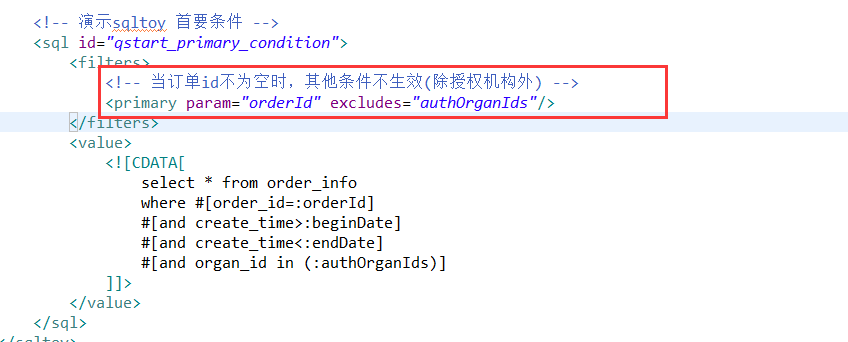 <!-- 演示sqltoy 首要条件 -->
<sql id="qstart_primary_condition">
<filters>
<!-- 当订单id不为空时，其他条件不生效(除授权机构外) -->
<primary param="orderId" excludes="authOrganIds"/>
</filters>
<value>
<![CDATA[
select * from order_info
where #[order_id=:orderId]
#[and create_time>:beginDate]
#[and create_time<:endDate]
#[and organ_id in (:authOrganIds)]
]]>
</value>
</sql>
</sqltoy>